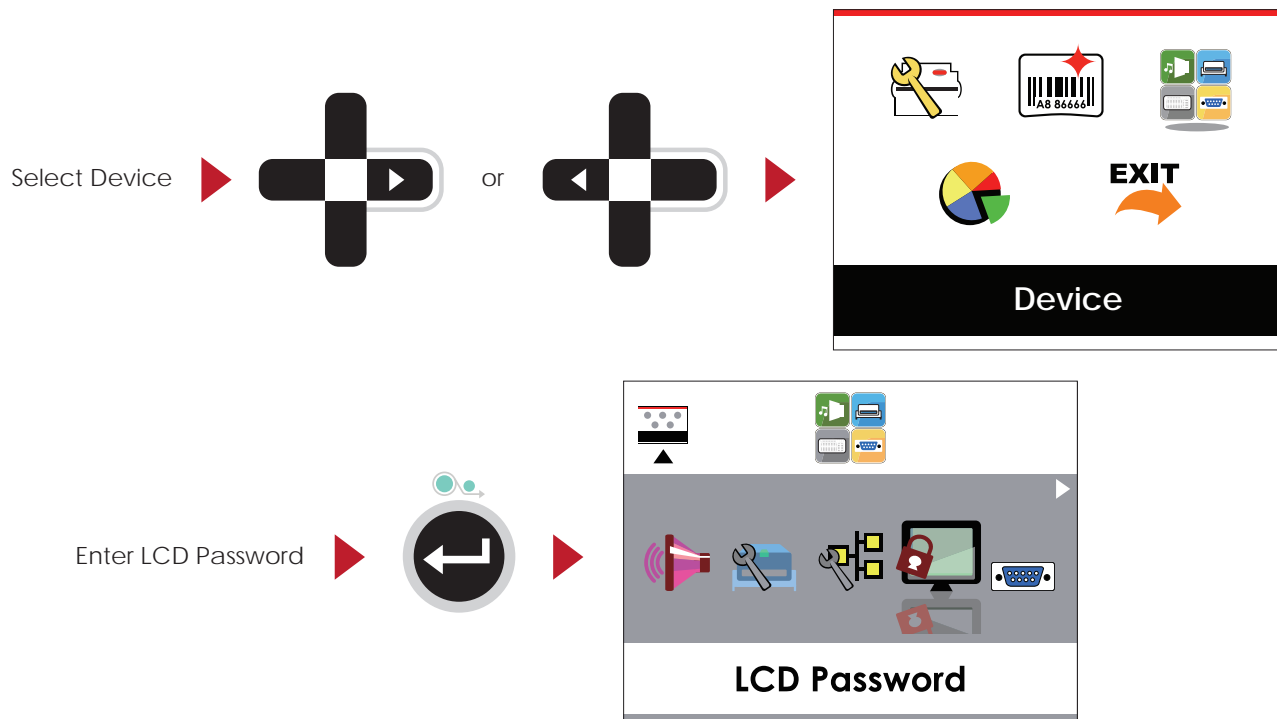 A8 86666
Select Device
or
EXIT
Device
Enter LCD Password
LCD Password